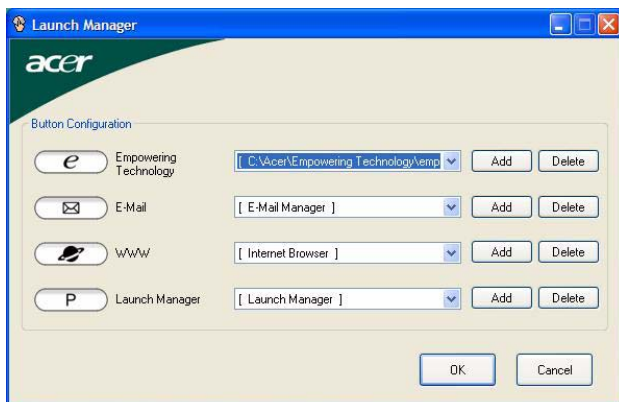 Launch Manager
acer
Button Configuration
e Empowering Technology [ C:\Acer\Empowering Technology\emp Add Delete
E-Mail [ E-Mail Manager ] Add Delete
WWW [ Internet Browser ] Add Delete
P Launch Manager [ Launch Manager ] Add Delete
OK Cancel